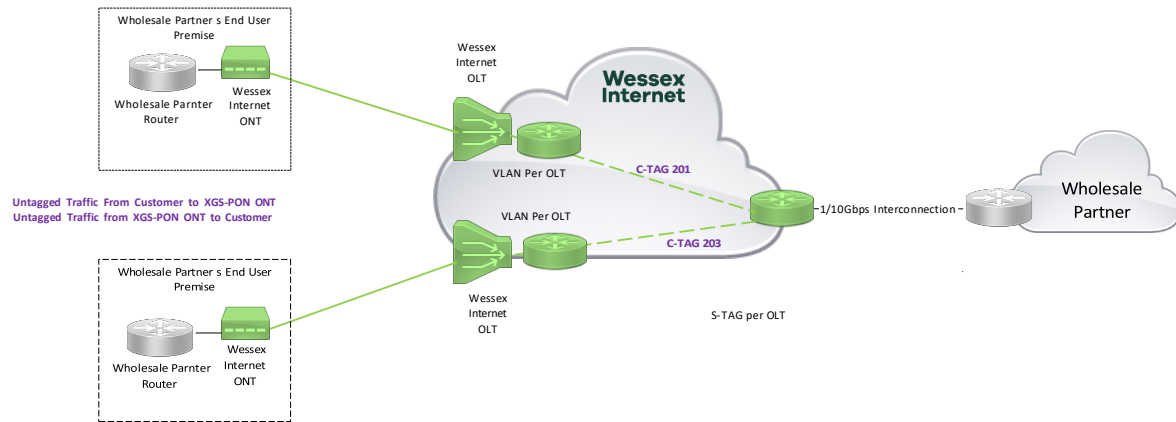 Wholesale Partner s End User
Premise
Wholesale Parnter
Router
Wessex
Internet
ONT
Wessex
Internet
OLT
Wessex
Internet
VLAN Per OLT
C-TAG 201
Untagged Traffic From Customer to XGS-PON ONT
Untagged Traffic from XGS-PON ONT to Customer
VLAN Per OLT
C-TAG 203
1/10Gbps Interconnection
Wholesale
Partner
Wholesale Partner s End User
Premise
Wholesale Parnter
Router
Wessex
Internet
ONT
Wessex
Internet
OLT
S-TAG per OLT